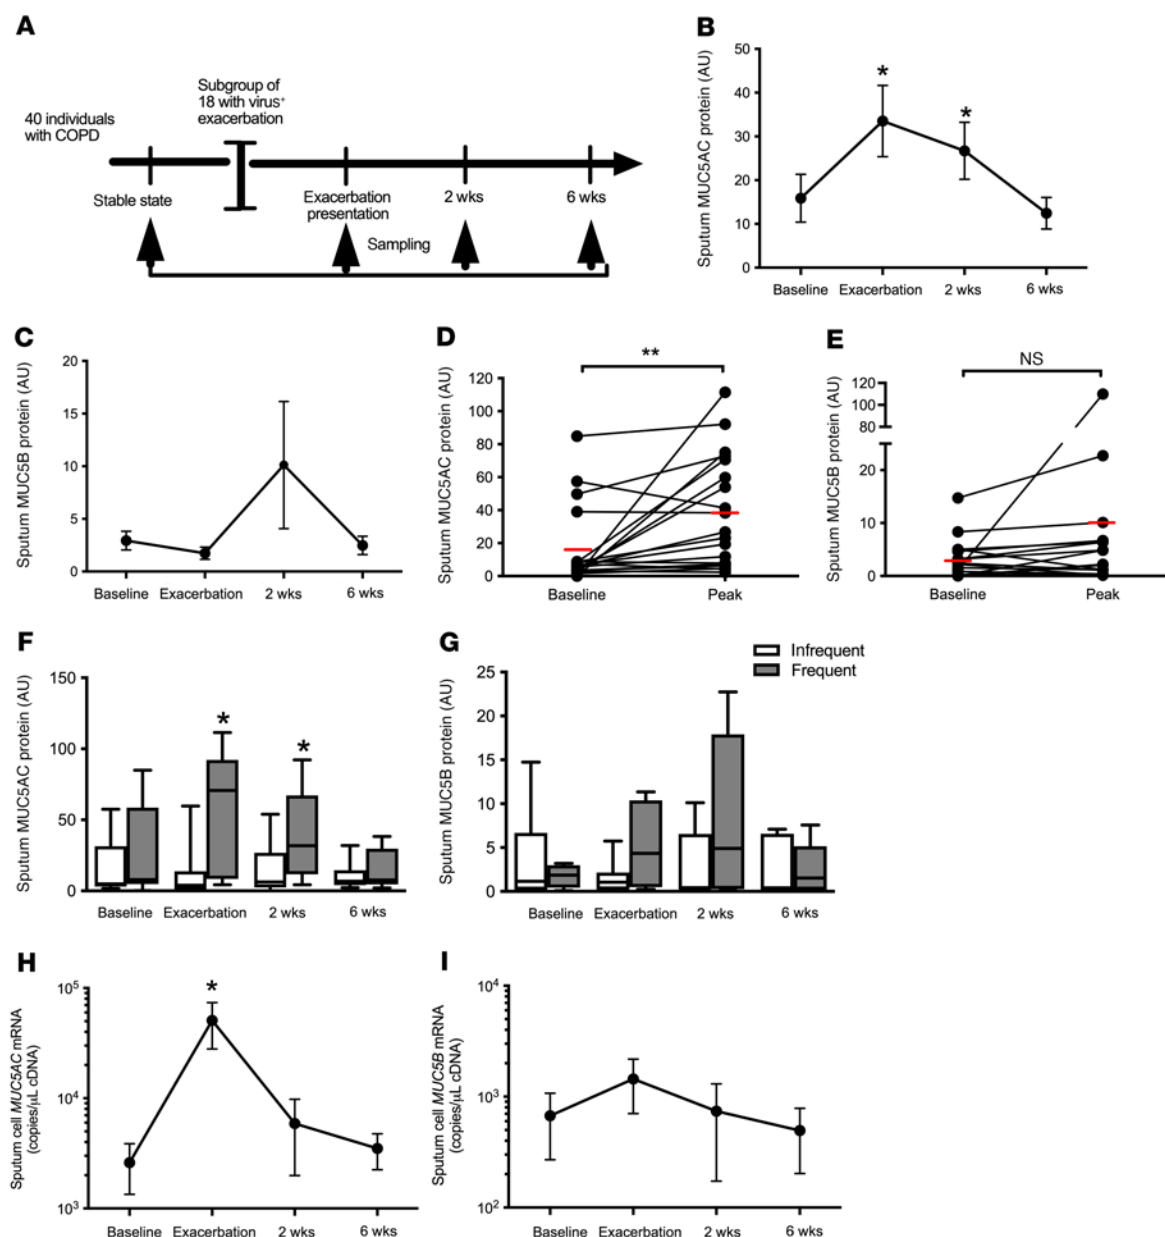 A
40 individuals
with COPD
Subgroup of
18 with virus⁺
exacerbation
Stable state
Exacerbation
presentation
2 wks
6 wks
Sampling
B
Sputum MUC5AC protein (AU)
50
40
30
20
10
0
*
*
Baseline Exacerbation 2 wks 6 wks
C
Sputum MUC5B protein (AU)
20
15
10
5
0
Baseline Exacerbation 2 wks 6 wks
D
Sputum MUC5AC protein (AU)
120
100
80
60
40
20
0
**
Baseline Peak
E
Sputum MUC5B protein (AU)
120
100
80
20
10
0
NS
Baseline Peak
F
Sputum MUC5AC protein (AU)
150
100
50
0
*
*
Baseline Exacerbation 2 wks 6 wks
G
Sputum MUC5B protein (AU)
25
20
15
10
5
0
Infrequent
Frequent
Baseline Exacerbation 2 wks 6 wks
H
Sputum cell MUC5AC mRNA
(copies/μL cDNA)
10⁵
10⁴
10³
*
Baseline Exacerbation 2 wks 6 wks
I
Sputum cell MUC5B mRNA
(copies/μL cDNA)
10⁴
10³
10²
Baseline Exacerbation 2 wks 6 wks